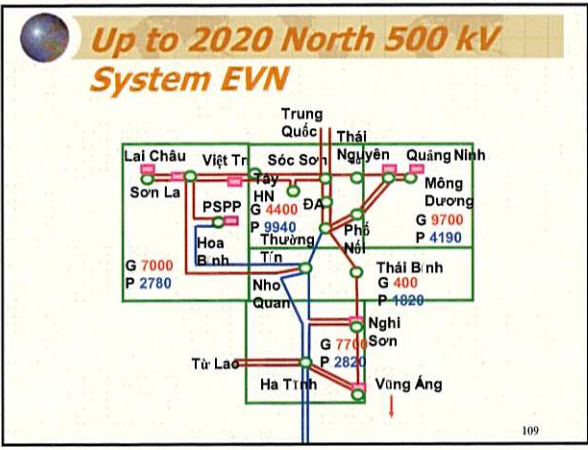 Up to 2020 North 500 kV
System EVN
Trung
Quốc
Thái
Nguyên
Lai Châu
Việt Tr
Sóc Sơn
Quảng Ninh
Sơn La
Tây
HN
Mông
Dương
PSPP
G 4400
ĐA
G 9700
P 9940
P 4190
Hoa
Bình
Thường
Tín
Phố
Nối
G 7000
P 2780
Nho
Quan
Thái Bình
G 400
P 1820
Nghi
Sơn
G 7700
P 2820
Từ Lao
Ha Tĩnh
Vũng Áng
109